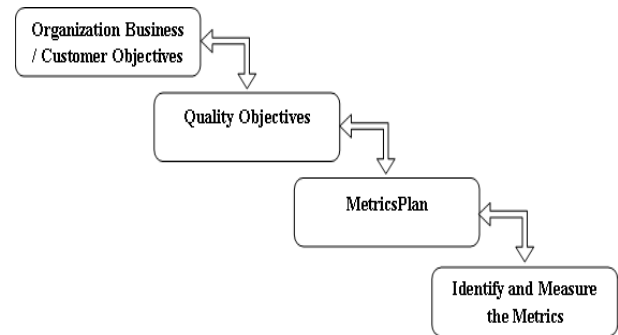 Organization Business
/ Customer Objectives
Quality Objectives
MetricsPlan
Identify and Measure
the Metrics